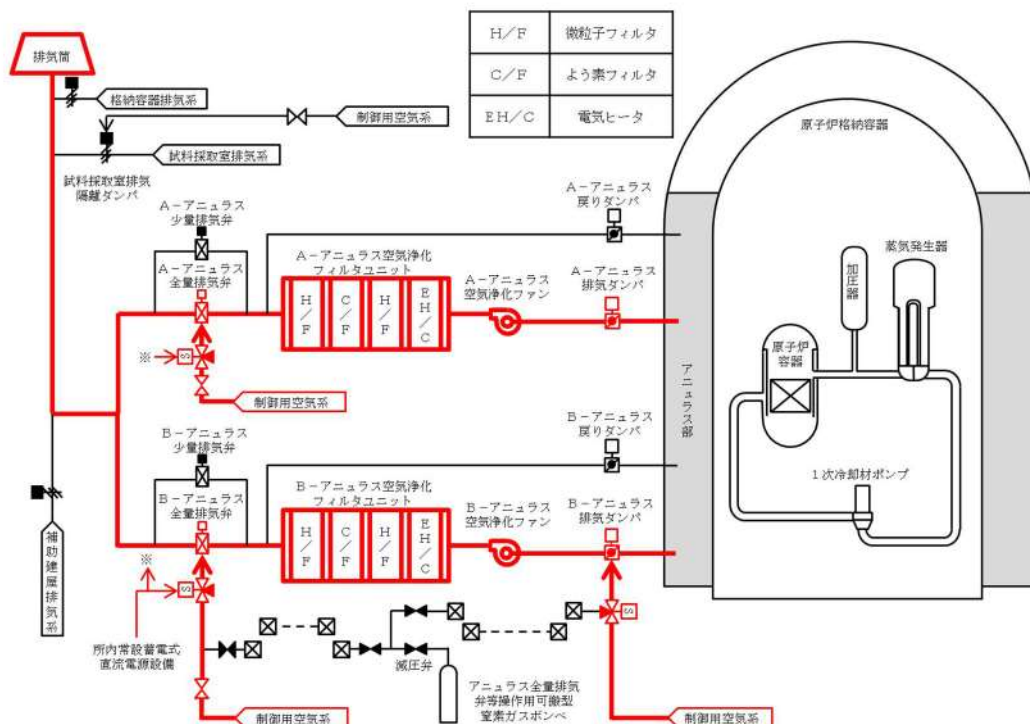 排気筒
格納容器排気系
制御用空気系
試料採取室排気系
試料採取室排気
隔離ダンパ
H/F
微粒子フィルタ
C/F
よう素フィルタ
EH/C
電気ヒータ
原子炉格納容器
A-アニュラス
少量排気弁
A-アニュラス
全量排気弁
A-アニュラス空気浄化
フィルタユニット
H/F
C/F
H/F
EH/C
A-アニュラス
空気浄化ファン
A-アニュラス
戻りダンパ
A-アニュラス
排気ダンパ
※
S
制御用空気系
蒸気発生器
加圧器
原子炉
容器
アニュラス部
1次冷却材ポンプ
B-アニュラス
少量排気弁
B-アニュラス
全量排気弁
B-アニュラス空気浄化
フィルタユニット
H/F
C/F
H/F
EH/C
B-アニュラス
空気浄化ファン
B-アニュラス
戻りダンパ
B-アニュラス
排気ダンパ
※
S
S
補助建屋排気系
所内常設蓄電式
直流電源設備
減圧弁
アニュラス全量排気
弁等操作用可搬型
窒素ガスボンベ
制御用空気系
制御用空気系